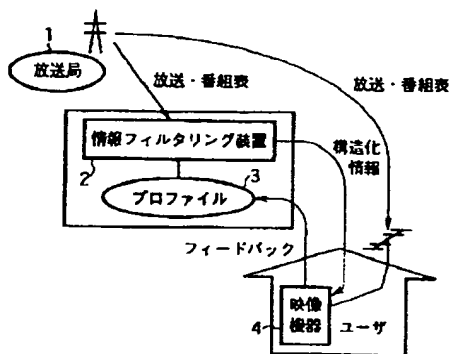 1
放送局
放送・番組表
放送・番組表
情報フィルタリング装置
2
構造化
情報
3
プロファイル
フィードバック
映像
機器
4
ユーザ